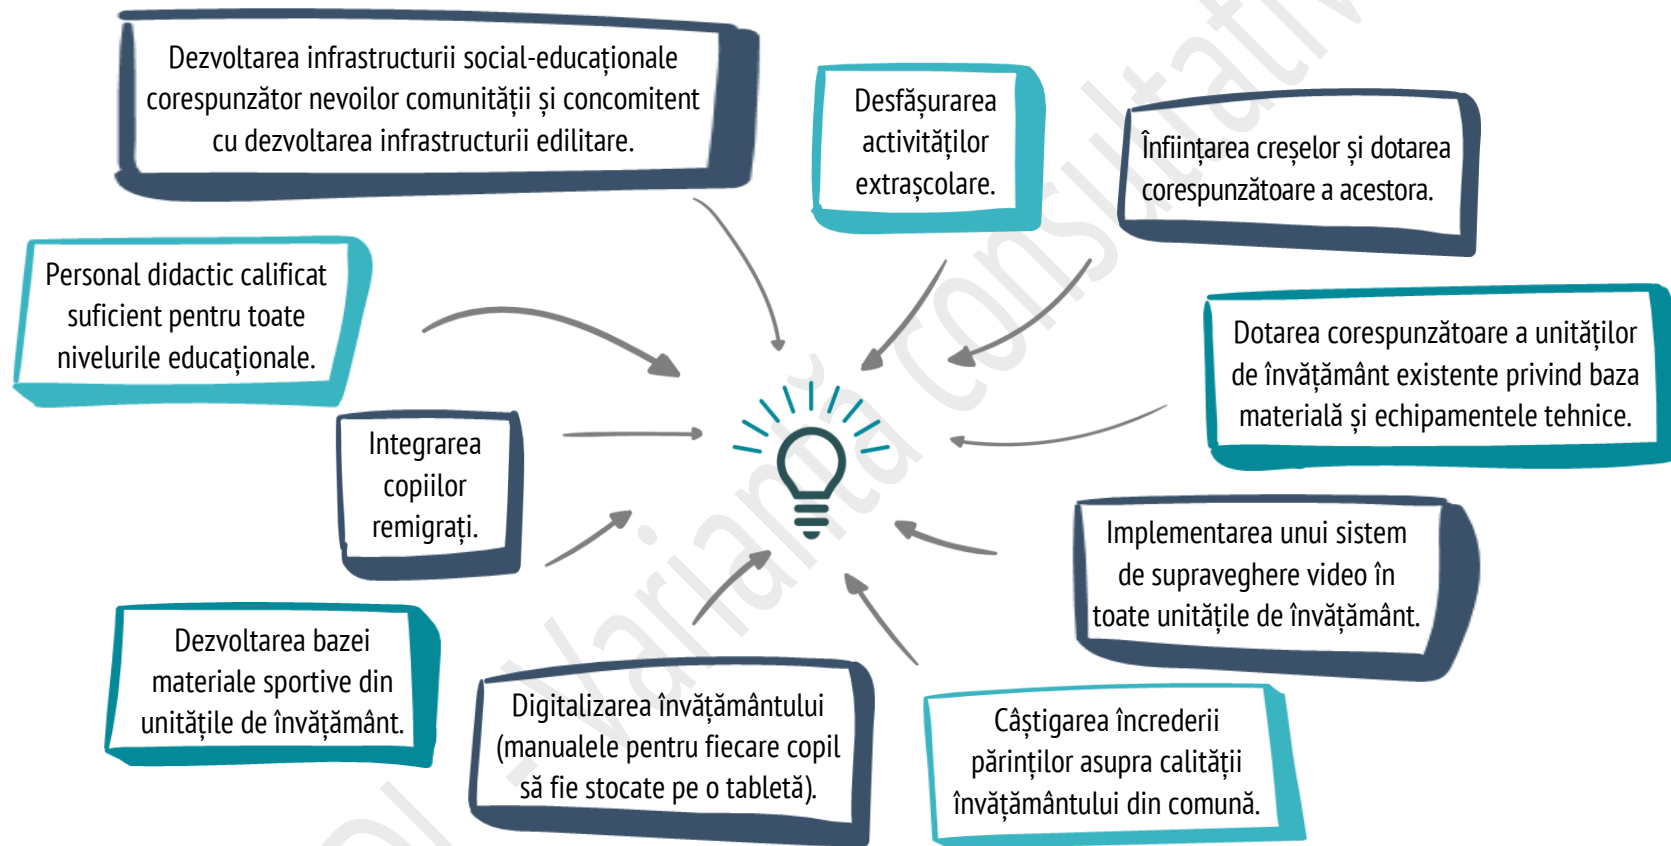 Dezvoltarea infrastructurii social-educaționale
corespunzător nevoilor comunității și concomitent
cu dezvoltarea infrastructurii edilitare.
Desfășurarea
activităților
extrașcolare.
Înființarea creșelor și dotarea
corespunzătoare a acestora.
Personal didactic calificat
suficient pentru toate
nivelurile educaționale.
Dotarea corespunzătoare a unităților
de învățământ existente privind baza
materială și echipamentele tehnice.
Integrarea
copiilor
remigrați.
Implementarea unui sistem
de supraveghere video în
toate unitățile de învățământ.
Dezvoltarea bazei
materiale sportive din
unitățile de învățământ.
Digitalizarea învățământului
(manualele pentru fiecare copil
să fie stocate pe o tabletă).
Câștigarea încrederii
părinților asupra calității
învățământului din comună.
- Variantă consultativ